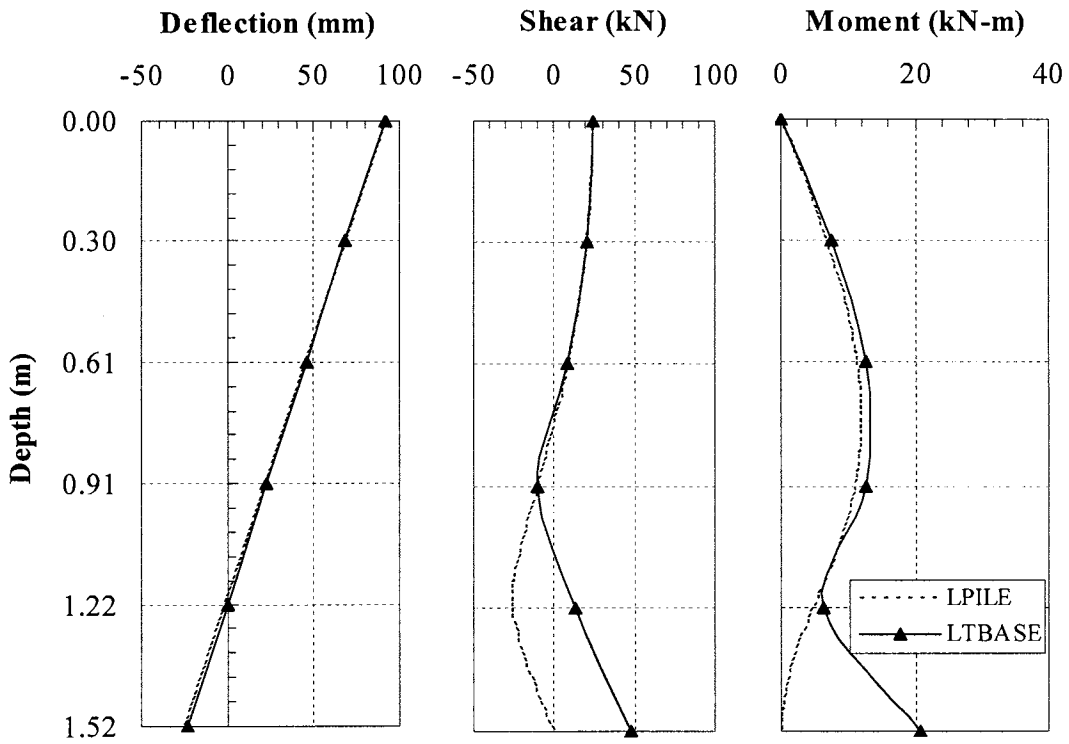 Deflection (mm) Shear (kN) Moment (kN-m)
-50 0 50 100 -50 0 50 100 0 20 40
0.00
0.30
0.61
0.91
1.22
1.52
Depth (m)
LPILE
LTBASE